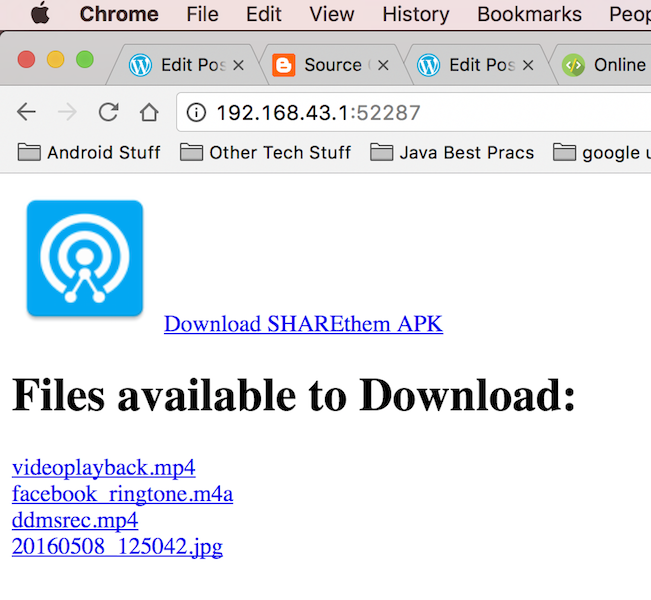 Chrome File Edit View History Bookmarks Peop
Edit Pos Source Edit Pos Online
192.168.43.1:52287
Android Stuff Other Tech Stuff Java Best Pracs google u
Download SHAREthem APK
Files available to Download:
videoplayback.mp4
facebook_ringtone.m4a
ddmsrec.mp4
20160508_125042.jpg